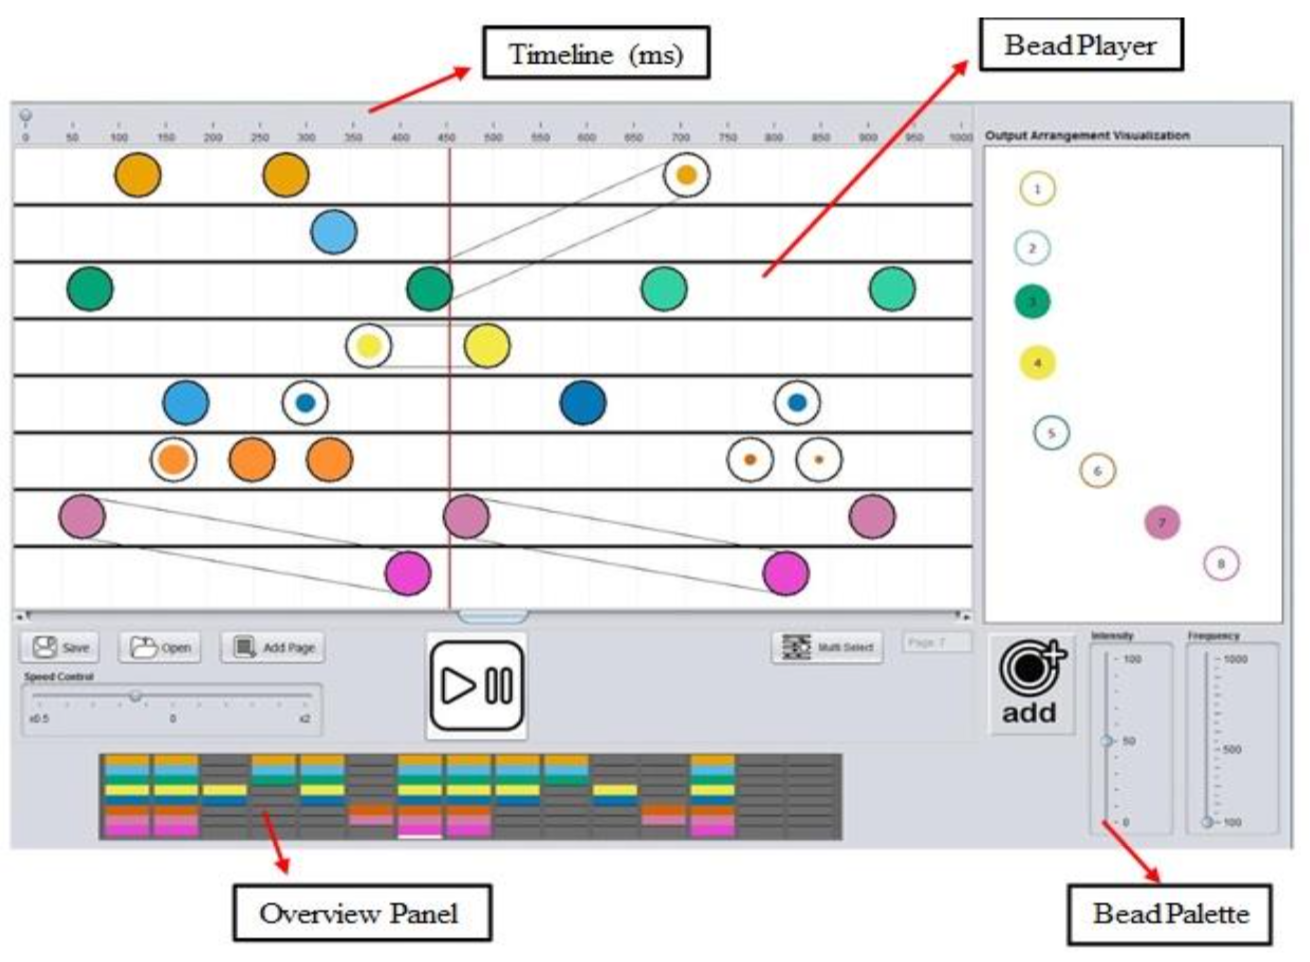 Timeline (ms)
Bead Player
0 50 100 150 200 250 300 350 400 450 500 550 600 650 700 750 800 850 900 950 1000
Output Arrangement Visualization
1
2
3
4
5
6
7
8
Save
Open
Add Page
Multi Select
Page 7
Speed Control
x0.5 0 x2
add
Intensity
100
50
0
Frequency
1000
500
100
Overview Panel
Bead Palette